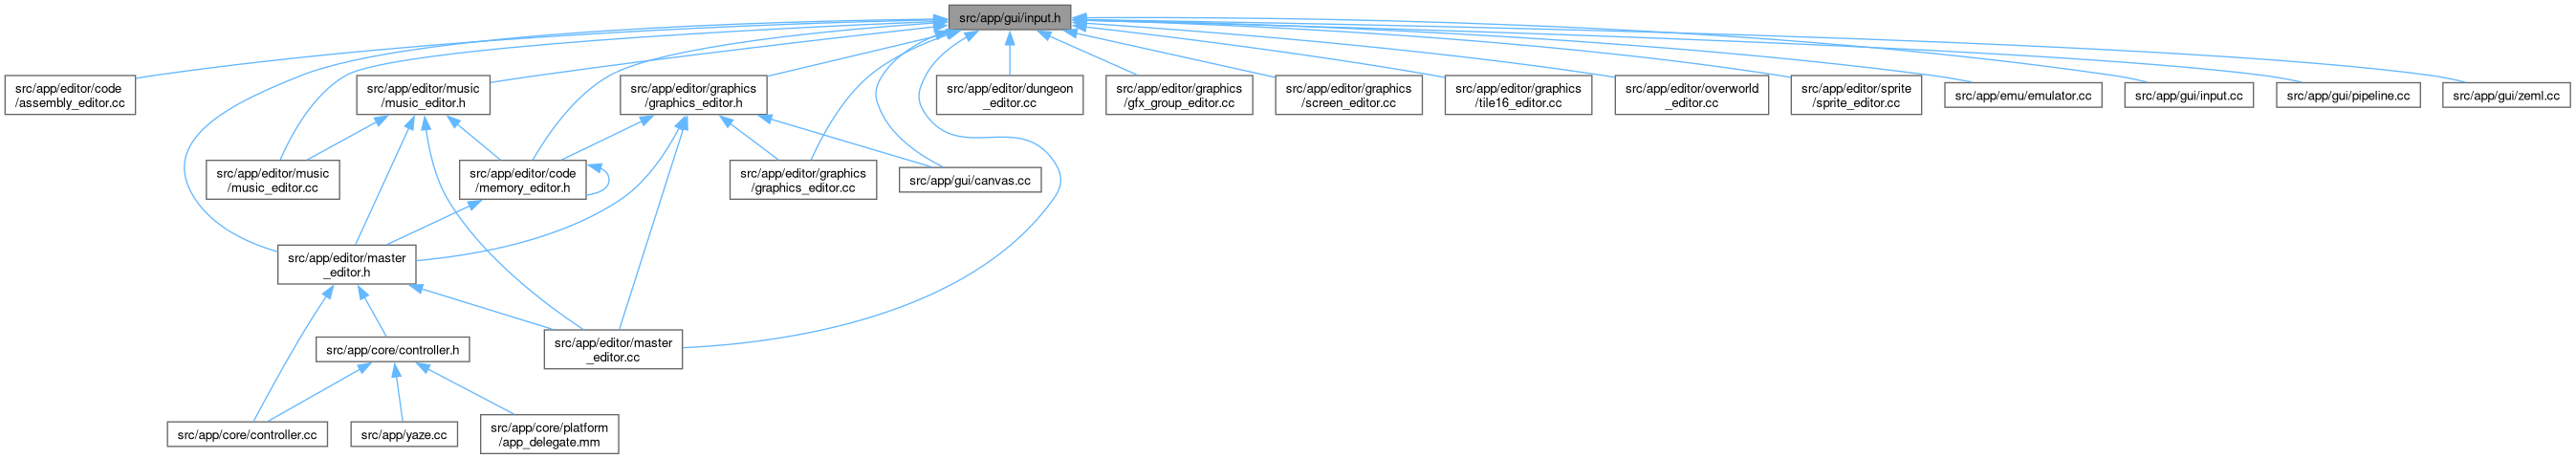 src/app/gui/input.h
src/app/editor/code
/assembly_editor.cc
src/app/editor/music
/music_editor.h
src/app/editor/graphics
/graphics_editor.h
src/app/editor/dungeon
_editor.cc
src/app/editor/graphics
/gfx_group_editor.cc
src/app/editor/graphics
/screen_editor.cc
src/app/editor/graphics
/tile16_editor.cc
src/app/editor/overworld
_editor.cc
src/app/editor/sprite
/sprite_editor.cc
src/app/emu/emulator.cc
src/app/gui/input.cc
src/app/gui/pipeline.cc
src/app/gui/zeml.cc
src/app/editor/music
/music_editor.cc
src/app/editor/code
/memory_editor.h
src/app/editor/graphics
/graphics_editor.cc
src/app/gui/canvas.cc
src/app/editor/master
_editor.h
src/app/core/controller.h
src/app/editor/master
_editor.cc
src/app/core/controller.cc
src/app/yaze.cc
src/app/core/platform
/app_delegate.mm